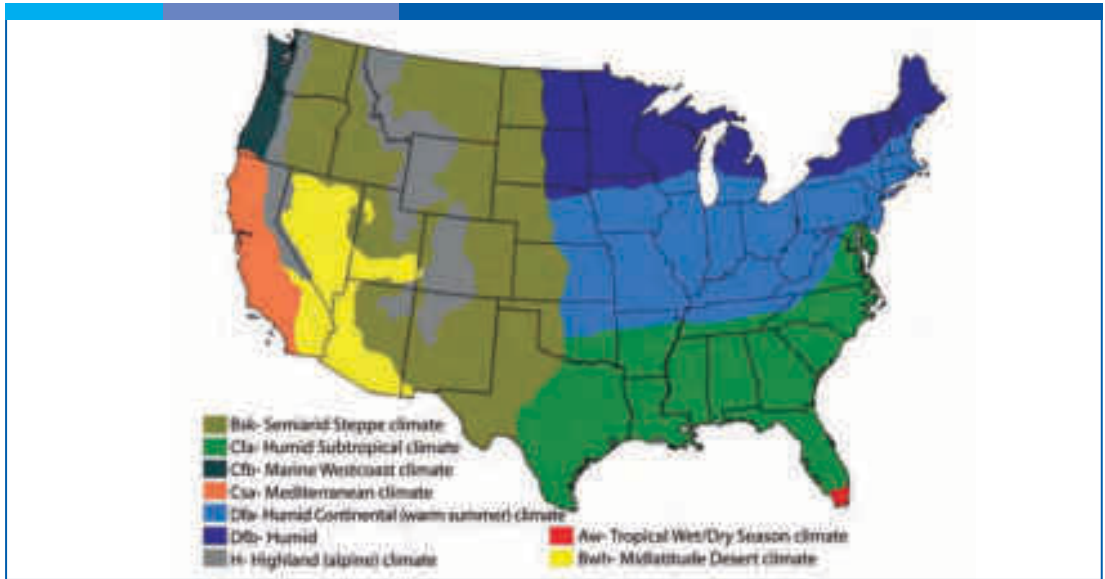 Bsk- Semiarid Steppe climate
Cfa- Humid Subtropical climate
Cfb- Marine Westcoast climate
Csa- Mediterranean climate
Dfa- Humid Continental (warm summer) climate
Dfb- Humid
H- Highland (alpine) climate
Aw- Tropical Wet/Dry Season climate
Bwh- Midlatitude Desert climate